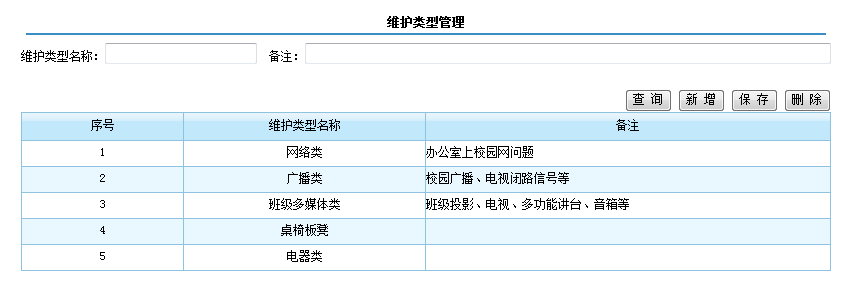 维护类型管理
维护类型名称： 备注：
查 询 新 增 保 存 删 除
序号 维护类型名称 备注
1 网络类 办公室上校园网问题
2 广播类 校园广播、电视闭路信号等
3 班级多媒体类 班级投影、电视、多功能讲台、音箱等
4 桌椅板凳
5 电器类